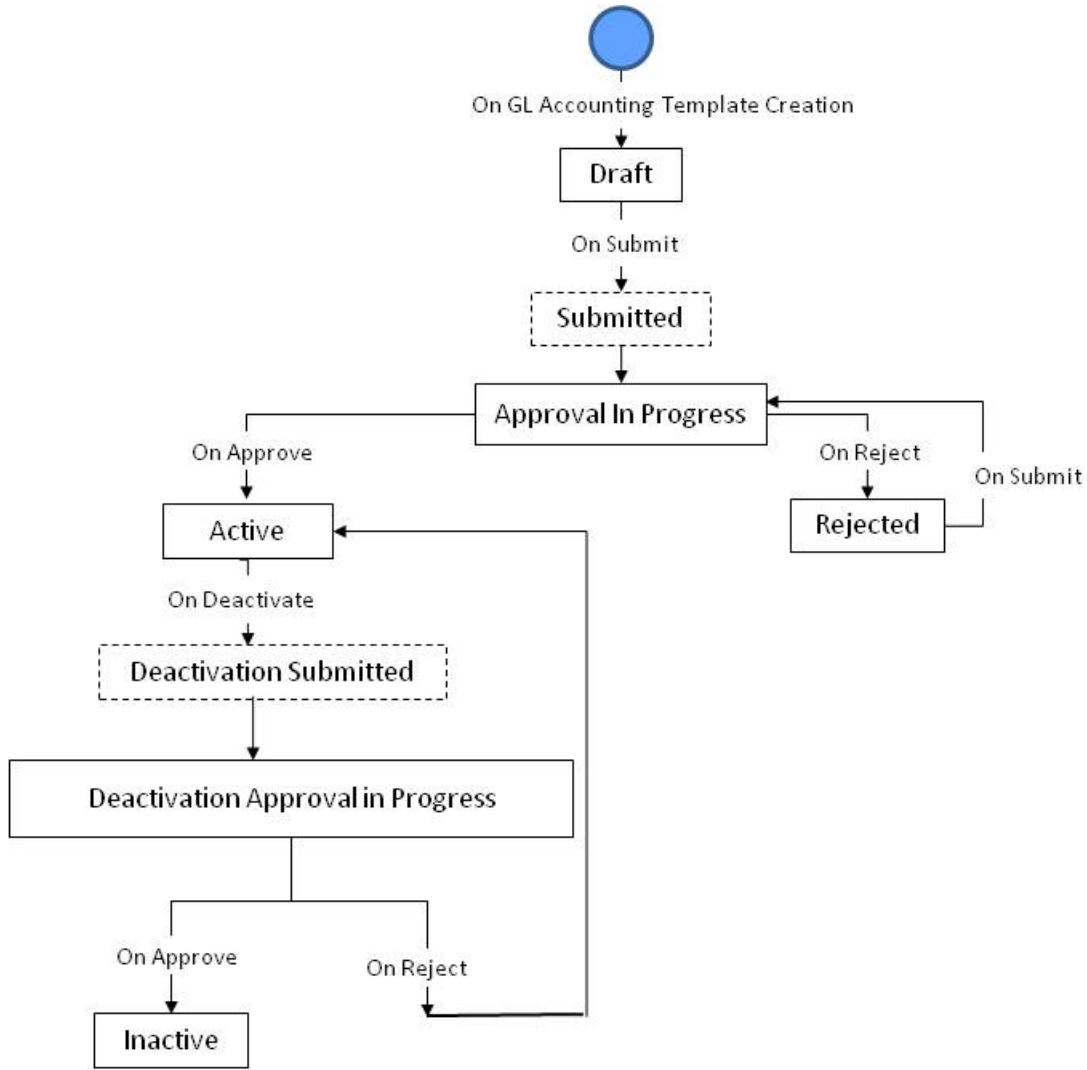 On GL Accounting Template Creation
Draft
On Submit
Submitted
Approval In Progress
On Approve
On Reject
On Submit
Active
Rejected
On Deactivate
Deactivation Submitted
Deactivation Approval in Progress
On Approve
On Reject
Inactive